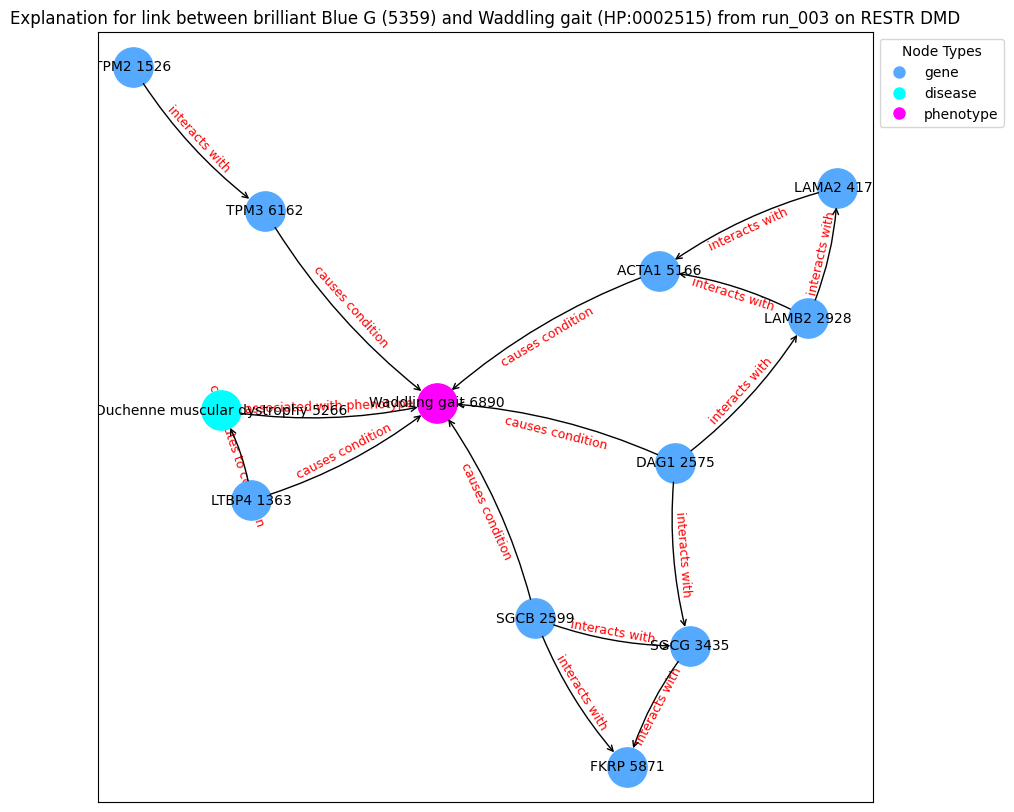 Explanation for link between brilliant Blue G (5359) and Waddling gait (HP:0002515) from run_003 on RESTR DMD
Node Types
gene
disease
phenotype
TPM2 1526
interacts with
LAMA2 417
TPM3 6162
interacts with
interacts with
ACTA1 5166
interacts with
LAMB2 2928
causes condition
causes condition
interacts with
Waddling gait 6890
associated with phenotype
Duchenne muscular dystrophy 5266
causes condition
causes condition
DAG1 2575
LTBP4 1363
causes condition
interacts with
SGCB 2599
interacts with
SGCG 3435
interacts with
interacts with
FKRP 5871